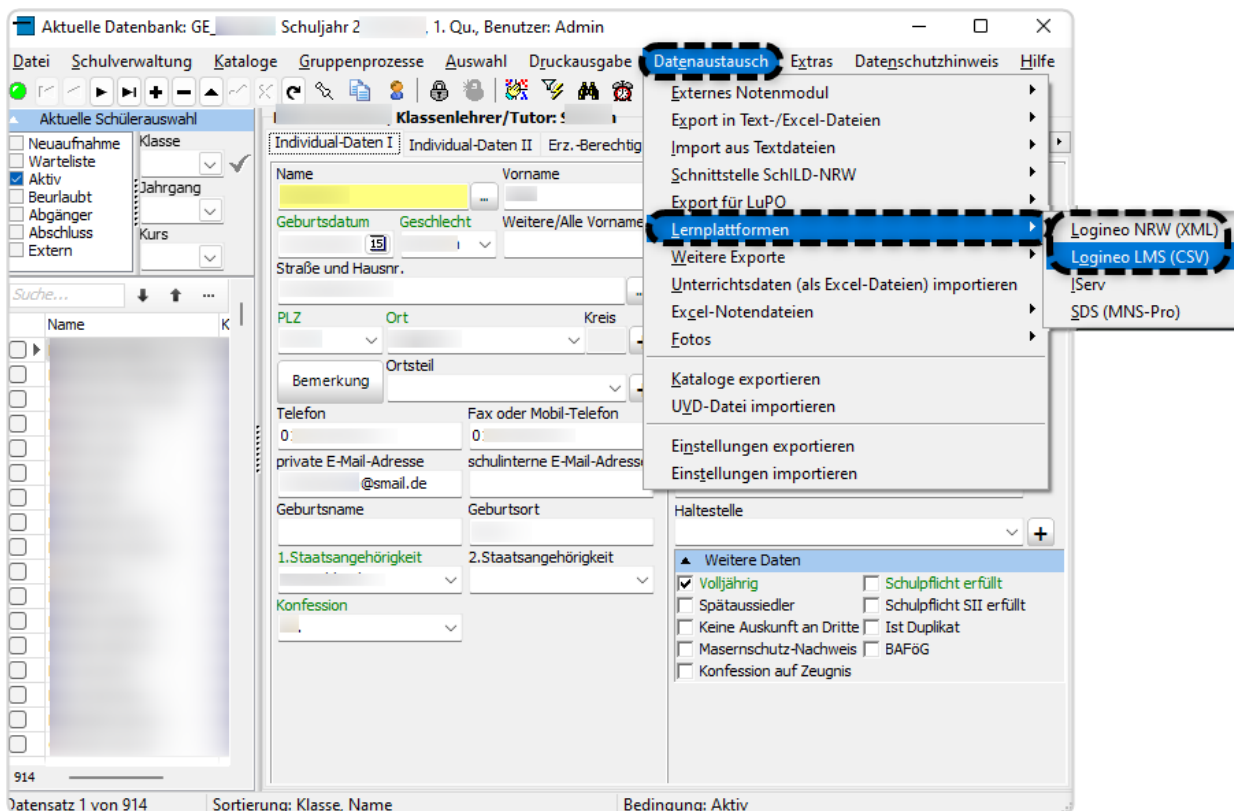 Aktuelle Datenbank: GE_ Schuljahr 2 , 1. Qu., Benutzer: Admin
Datei Schulverwaltung Kataloge Gruppenprozesse Auswahl Druckausgabe Datenaustausch Extras Datenschutzhinweis Hilfe
Aktuelle Schülerauswahl
Neuaufnahme
Warteliste
Aktiv
Beurlaubt
Abgänger
Abschluss
Extern
Klasse
Jahrgang
Kurs
Suche...
Name K
914
Klassenlehrer/Tutor:
Individual-Daten I Individual-Daten II Erz.-Berechtig
Name Vorname
Geburtsdatum Geschlecht Weitere/Alle Vorname
15
Straße und Hausnr.
PLZ Ort Kreis
Bemerkung Ortsteil
Telefon Fax oder Mobil-Telefon
0 0
private E-Mail-Adresse schulinterne E-Mail-Adresse
@smail.de
Geburtsname Geburtsort
1.Staatsangehörigkeit 2.Staatsangehörigkeit
Konfession
Externes Notenmodul
Export in Text-/Excel-Dateien
Import aus Textdateien
Schnittstelle SchILD-NRW
Export für LuPO
Lernplattformen
Weitere Exporte
Unterrichtsdaten (als Excel-Dateien) importieren
Excel-Notendateien
Fotos
Kataloge exportieren
UVD-Datei importieren
Einstellungen exportieren
Einstellungen importieren
Logineo NRW (XML)
Logineo LMS (CSV)
IServ
SDS (MNS-Pro)
Haltestelle
Weitere Daten
Volljährig Schulpflicht erfüllt
Spätaussiedler Schulpflicht SII erfüllt
Keine Auskunft an Dritte Ist Duplikat
Masernschutz-Nachweis BAFöG
Konfession auf Zeugnis
Datensatz 1 von 914 Sortierung: Klasse, Name Bedingung: Aktiv